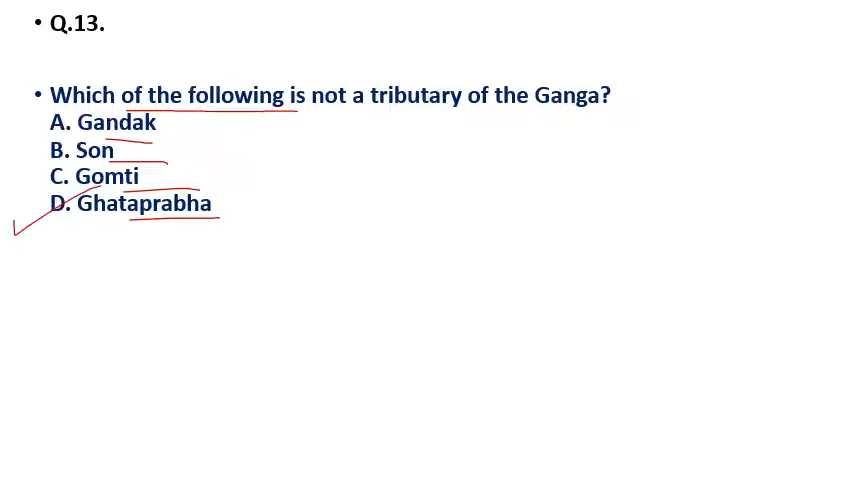 • Q.13.
• Which of the following is not a tributary of the Ganga?
A. Gandak
B. Son
C. Gomti
D. Ghataprabha